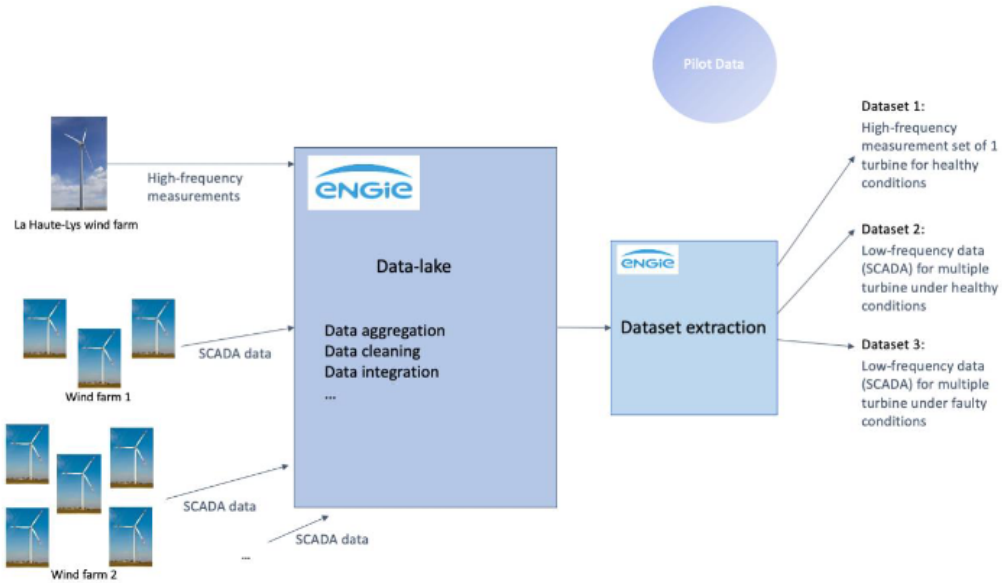 Pilot Data
La Haute-Lys wind farm
High-frequency
measurements
Wind farm 1
SCADA data
Wind farm 2
SCADA data
...
SCADA data
ENGIE
Data-lake
Data aggregation
Data cleaning
Data integration
...
ENGIE
Dataset extraction
Dataset 1:
High-frequency
measurement set of 1
turbine for healthy
conditions
Dataset 2:
Low-frequency data
(SCADA) for multiple
turbine under healthy
conditions
Dataset 3:
Low-frequency data
(SCADA) for multiple
turbine under faulty
conditions